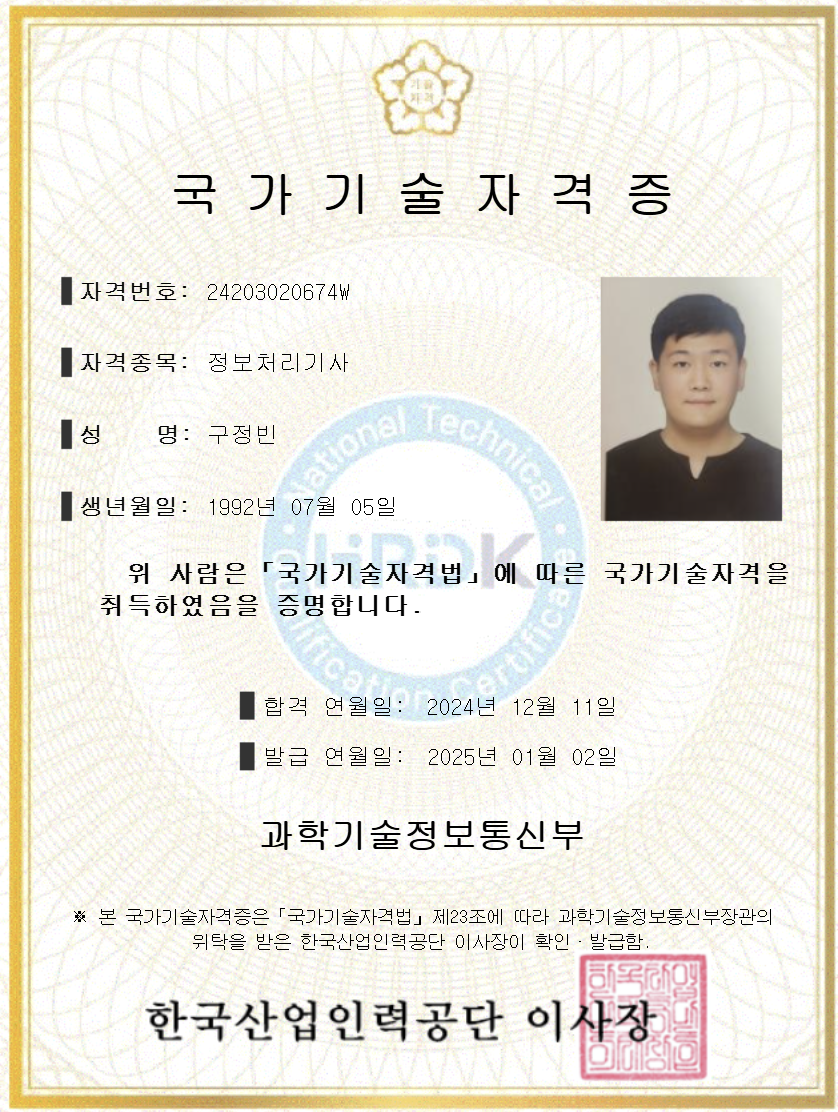 기술
자격
국가기술자격증
자격번호: 24203020674W
자격종목: 정보처리기사
성 명: 구정빈
생년월일: 1992년 07월 05일
National Technical Qualification Certificate
HRDK
위 사람은「국가기술자격법」에 따른 국가기술자격을
취득하였음을 증명합니다.
합격 연월일: 2024년 12월 11일
발급 연월일: 2025년 01월 02일
과학기술정보통신부
※ 본 국가기술자격증은「국가기술자격법」제23조에 따라 과학기술정보통신부장관의
위탁을 받은 한국산업인력공단 이사장이 확인·발급함.
한국산업인력공단 이사장